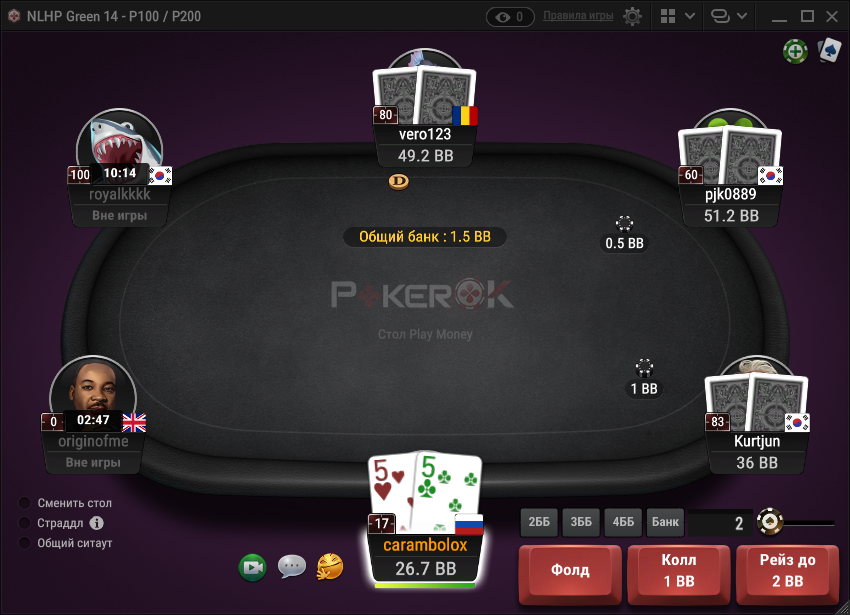 NLHP Green 14 - P100 / P200
0
Правила игры
80
vero123
49.2 BB
D
100
10:14
royalkkkk
Вне игры
60
pjk0889
51.2 BB
Общий банк : 1.5 BB
0.5 BB
POKEROK
Стол Play Money
1 BB
0
02:47
originofme
Вне игры
83
Kurtjun
36 BB
5
5
17
carambolox
26.7 BB
Сменить стол
Страддл i
Общий ситаут
2ББ
3ББ
4ББ
Банк
2
Фолд
Колл
1 BB
Рейз до
2 BB